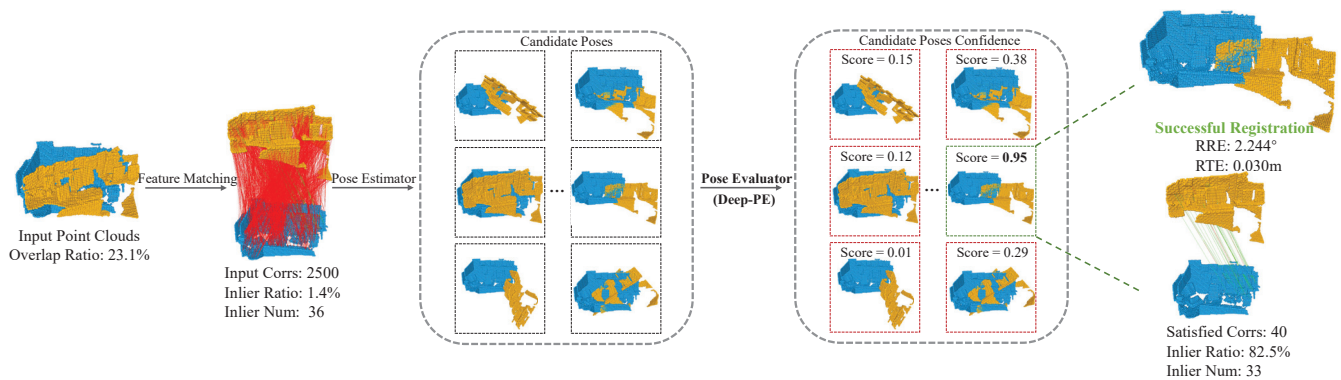 Input Point Clouds
Overlap Ratio: 23.1%
Feature Matching
Input Corrs: 2500
Inlier Ratio: 1.4%
Inlier Num: 36
Pose Estimator
Candidate Poses
...
Pose Evaluator
(Deep-PE)
Candidate Poses Confidence
Score = 0.15
Score = 0.38
Score = 0.12
Score = 0.95
...
Score = 0.01
Score = 0.29
Successful Registration
RRE: 2.244°
RTE: 0.030m
Satisfied Corrs: 40
Inlier Ratio: 82.5%
Inlier Num: 33